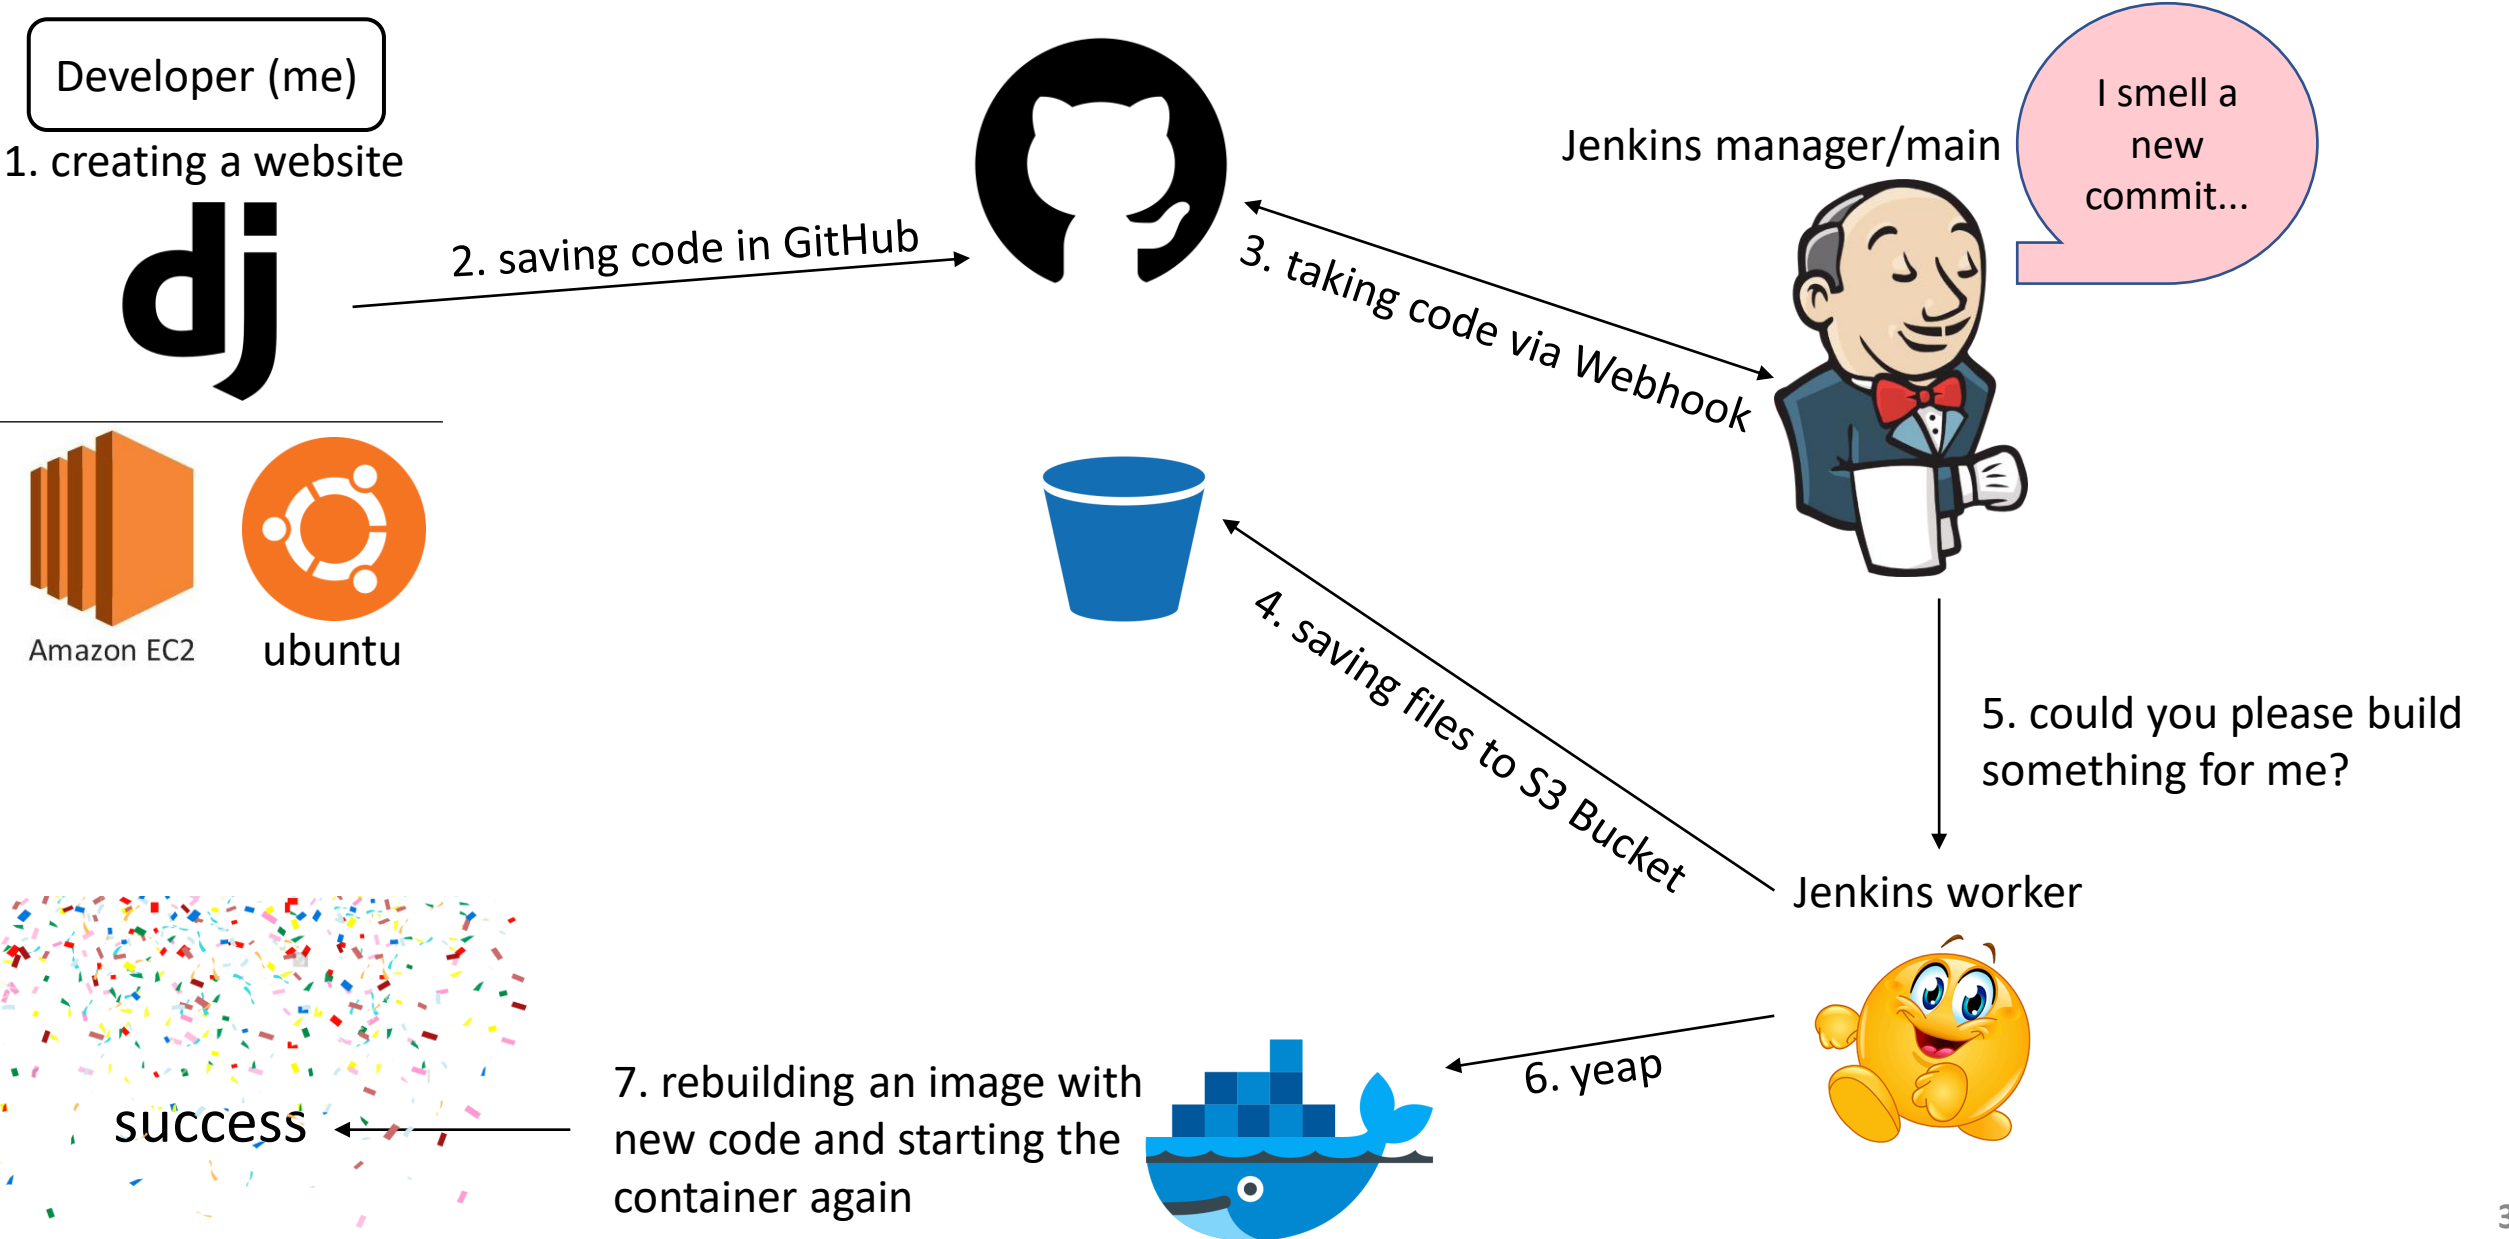 Developer (me)
1. creating a website
dj
Amazon EC2
ubuntu
2. saving code in GitHub
3. taking code via Webhook
Jenkins manager/main
I smell a
new
commit...
4. saving files to S3 Bucket
5. could you please build
something for me?
Jenkins worker
6. yeap
7. rebuilding an image with
new code and starting the
container again
success
3